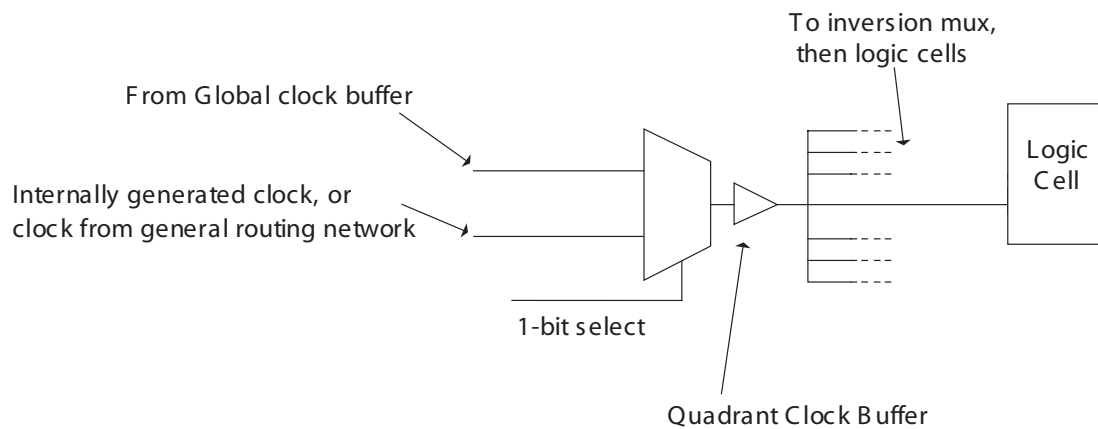 To inversion mux,
then logic cells
From Global clock buffer
Logic
Cell
Internally generated clock, or
clock from general routing network
1-bit select
Quadrant Clock Buffer